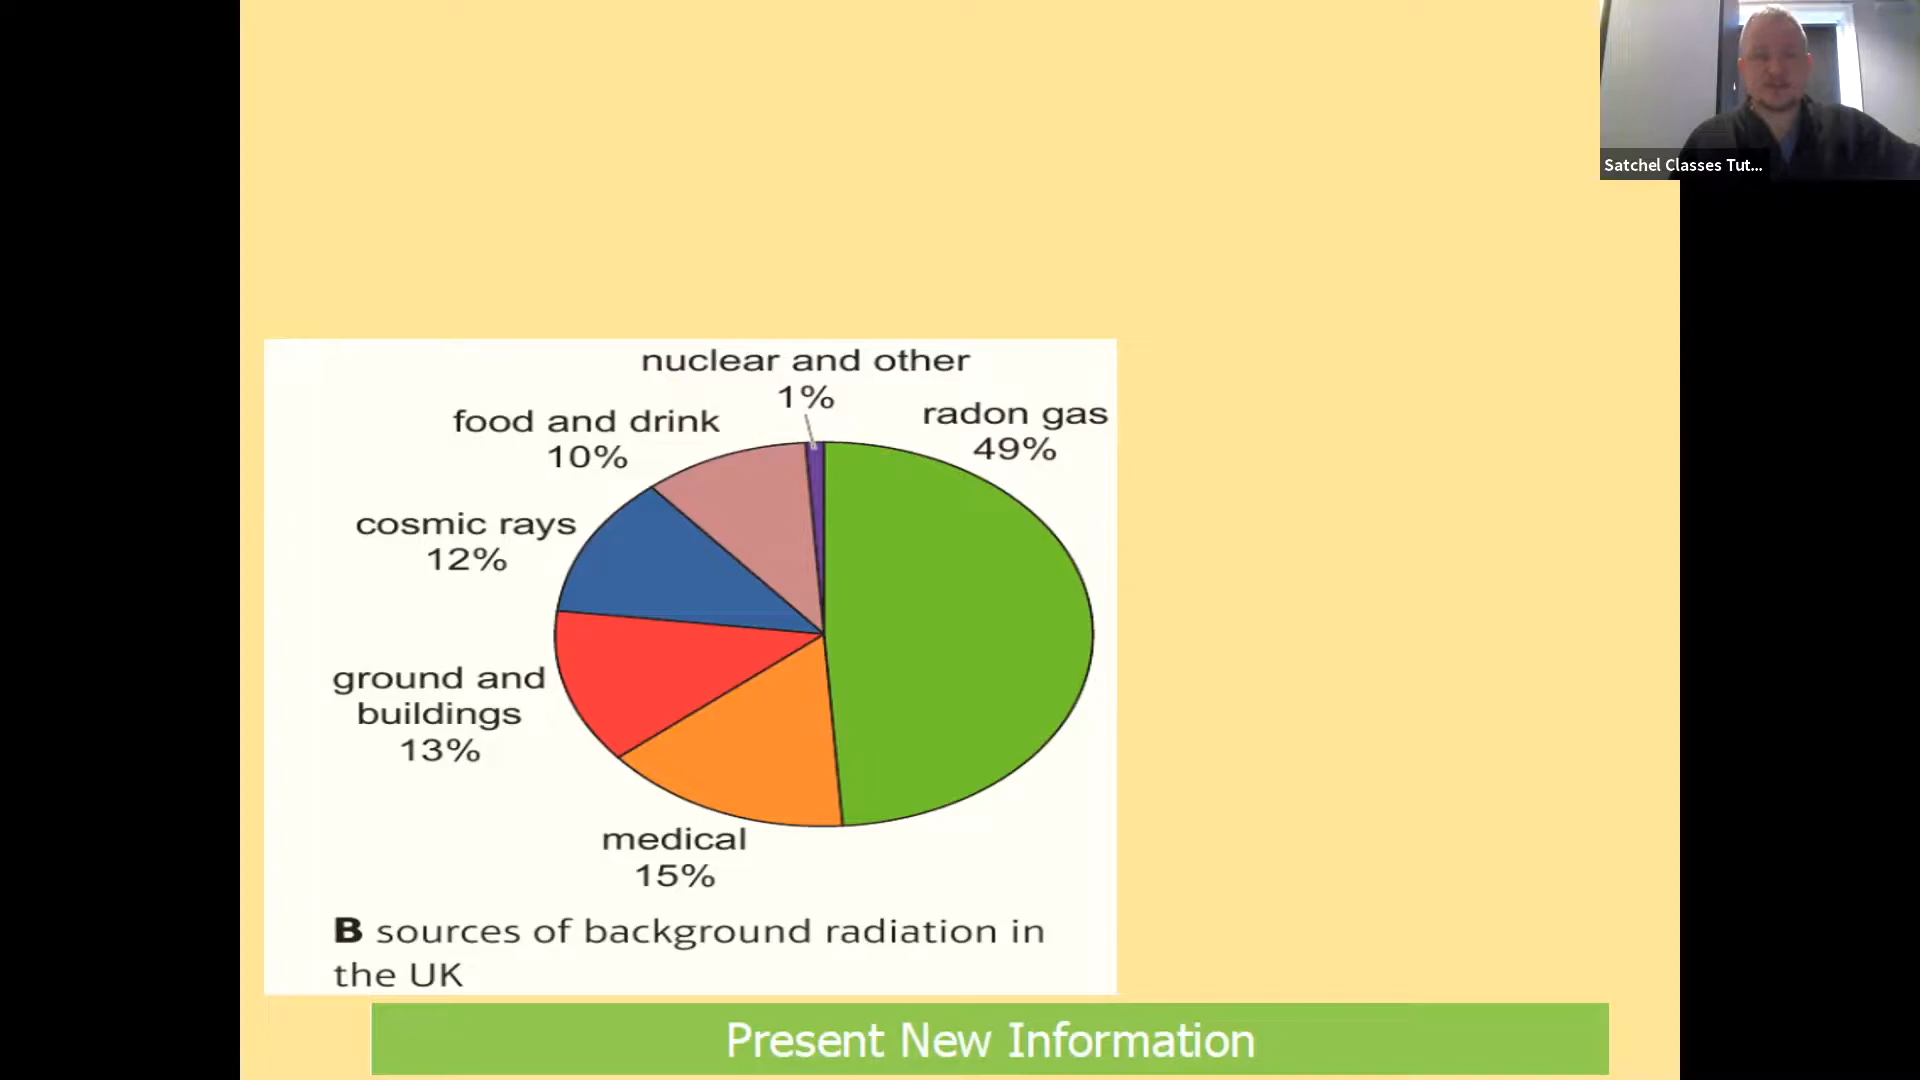 Satchel Classes Tut...
nuclear and other
1%
radon gas
49%
food and drink
10%
cosmic rays
12%
ground and
buildings
13%
medical
15%
B sources of background radiation in
the UK
Present New Information